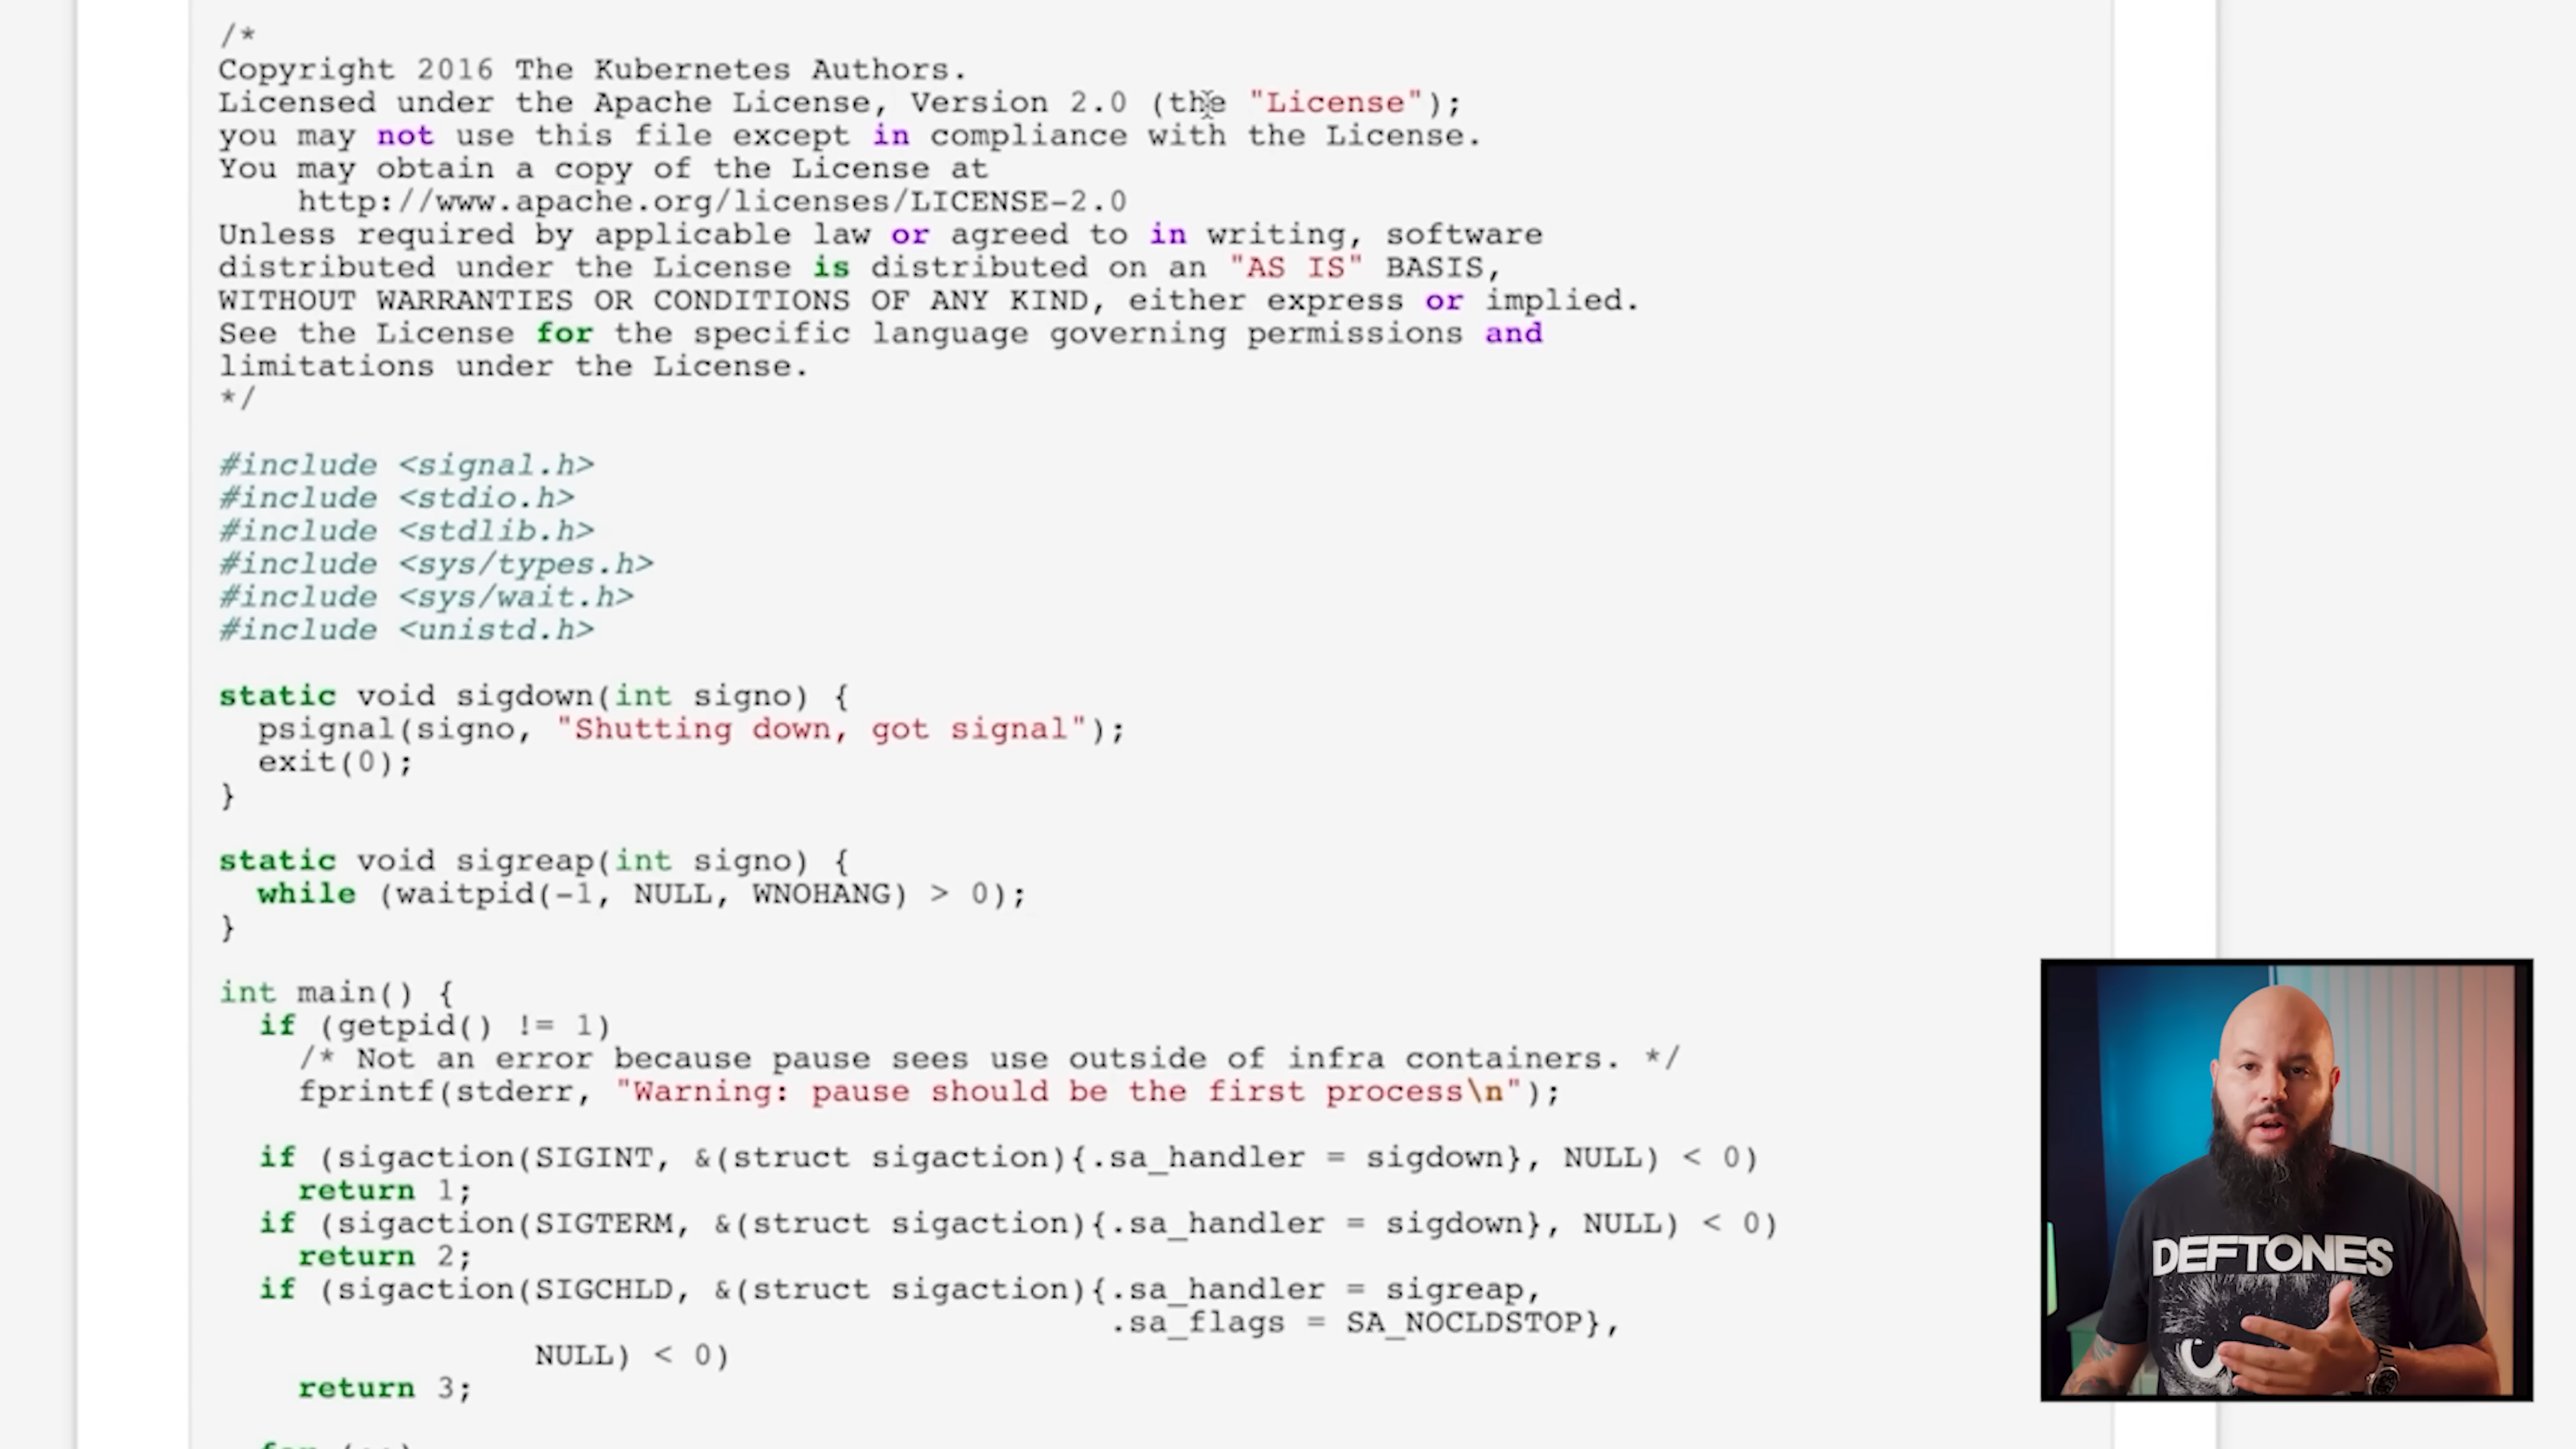 /*
Copyright 2016 The Kubernetes Authors.
Licensed under the Apache License, Version 2.0 (the "License");
you may not use this file except in compliance with the License.
You may obtain a copy of the License at
    http://www.apache.org/licenses/LICENSE-2.0
Unless required by applicable law or agreed to in writing, software
distributed under the License is distributed on an "AS IS" BASIS,
WITHOUT WARRANTIES OR CONDITIONS OF ANY KIND, either express or implied.
See the License for the specific language governing permissions and
limitations under the License.
*/

#include <signal.h>
#include <stdio.h>
#include <stdlib.h>
#include <sys/types.h>
#include <sys/wait.h>
#include <unistd.h>

static void sigdown(int signo) {
  psignal(signo, "Shutting down, got signal");
  exit(0);
}

static void sigreap(int signo) {
  while (waitpid(-1, NULL, WNOHANG) > 0);
}

int main() {
  if (getpid() != 1)
    /* Not an error because pause sees use outside of infra containers. */
    fprintf(stderr, "Warning: pause should be the first process\n");

  if (sigaction(SIGINT, &(struct sigaction){.sa_handler = sigdown}, NULL) < 0)
    return 1;
  if (sigaction(SIGTERM, &(struct sigaction){.sa_handler = sigdown}, NULL) < 0)
    return 2;
  if (sigaction(SIGCHLD, &(struct sigaction){.sa_handler = sigreap,
                                             .sa_flags = SA_NOCLDSTOP},
                NULL) < 0)
    return 3;
DEFTONES